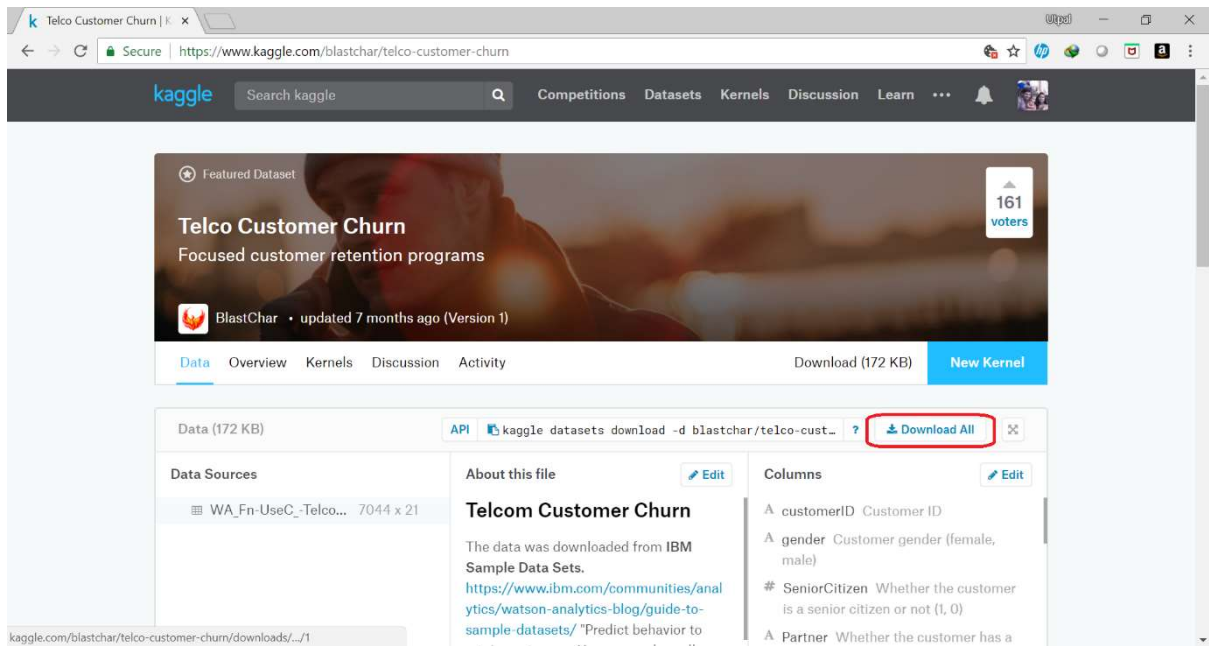 k Telco Customer Churn | K
Utpal
Secure | https://www.kaggle.com/blastchar/telco-customer-churn
kaggle Search kaggle Competitions Datasets Kernels Discussion Learn ...
Featured Dataset
161
voters
Telco Customer Churn
Focused customer retention programs
BlastChar • updated 7 months ago (Version 1)
Data Overview Kernels Discussion Activity Download (172 KB) New Kernel
Data (172 KB) API kaggle datasets download -d blastchar/telco-cust… ? Download All
Data Sources
WA_Fn-UseC_-Telco... 7044 x 21
About this file Edit
Telcom Customer Churn
The data was downloaded from IBM
Sample Data Sets.
https://www.ibm.com/communities/anal
ytics/watson-analytics-blog/guide-to-
sample-datasets/ "Predict behavior to
Columns Edit
A customerID Customer ID
A gender Customer gender (female,
male)
# SeniorCitizen Whether the customer
is a senior citizen or not (1, 0)
A Partner Whether the customer has a
kaggle.com/blastchar/telco-customer-churn/downloads/.../1